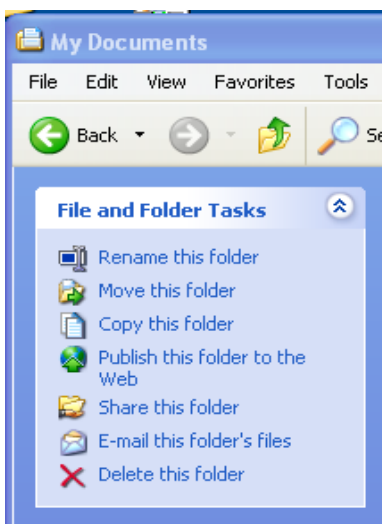 My Documents
File Edit View Favorites Tools
Back
File and Folder Tasks
Rename this folder
Move this folder
Copy this folder
Publish this folder to the
Web
Share this folder
E-mail this folder's files
Delete this folder